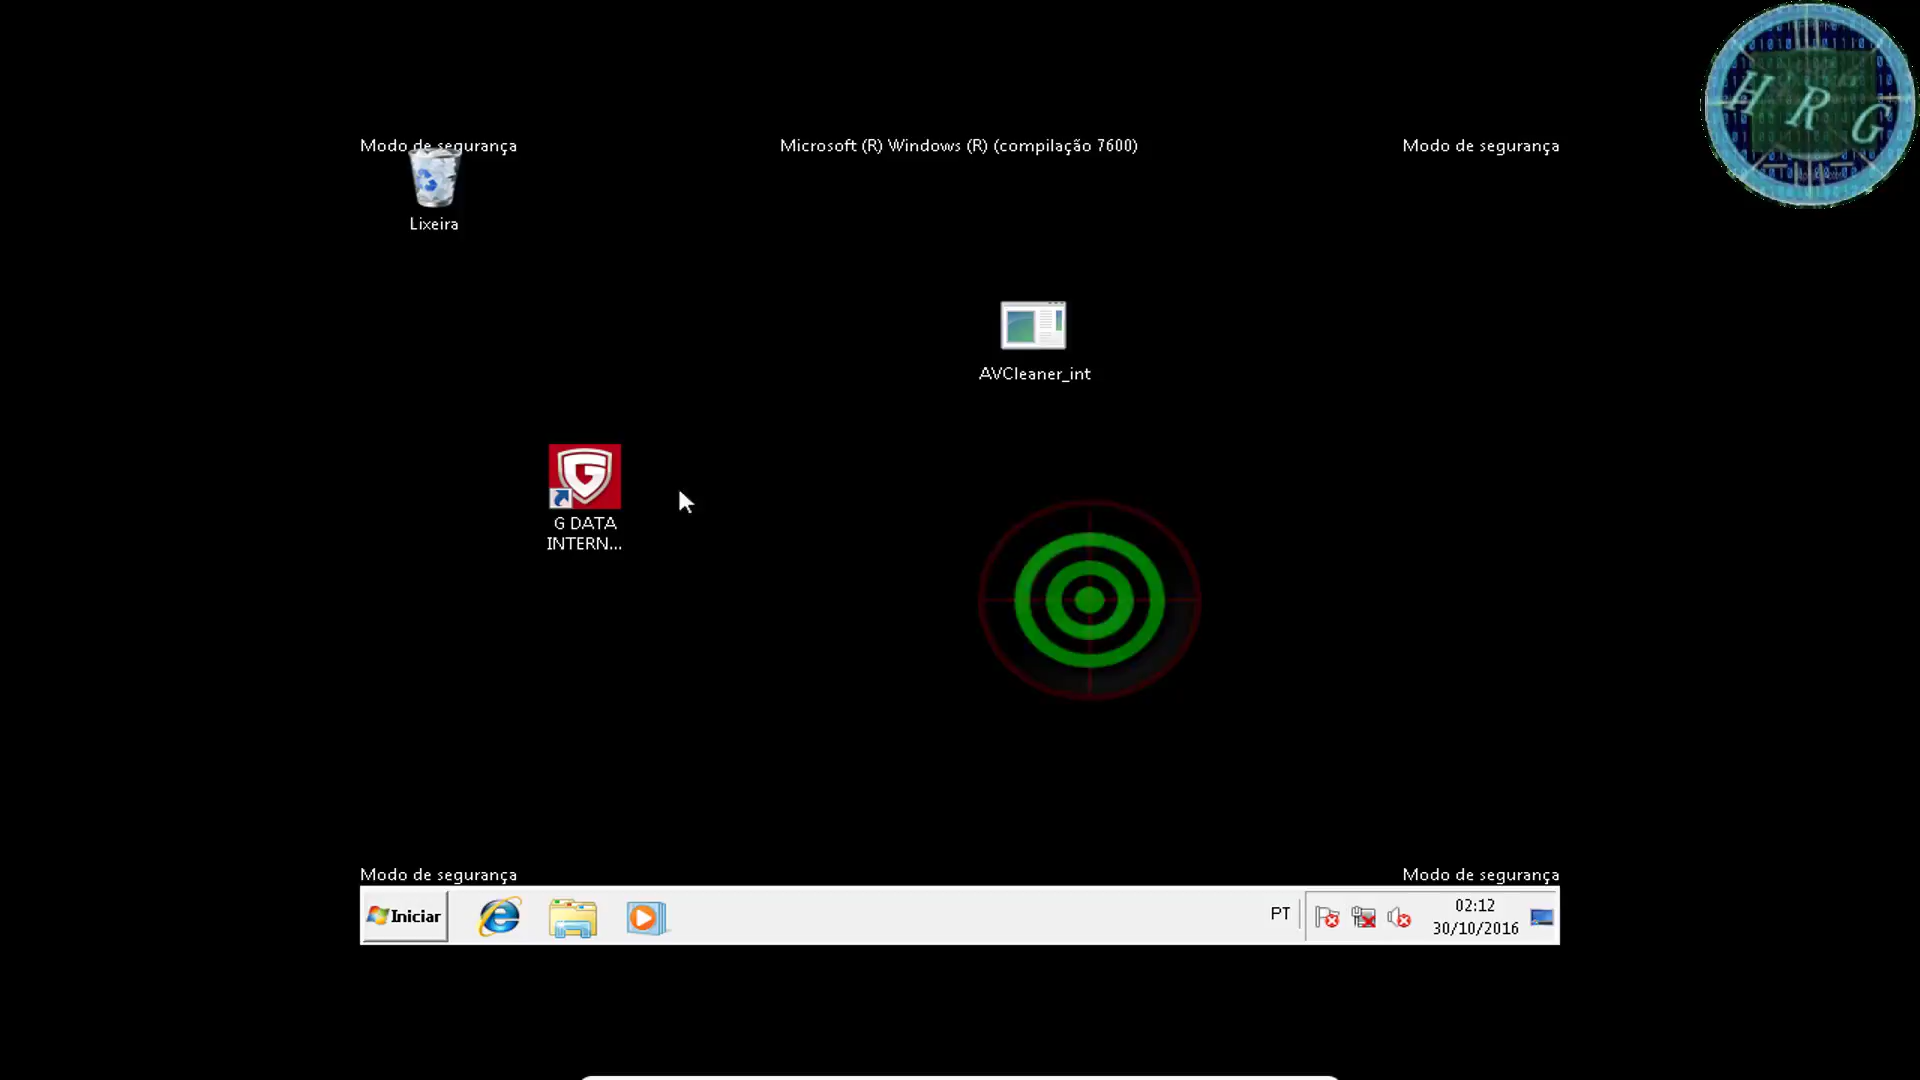 H R G
Modo de segurança
Microsoft (R) Windows (R) (compilação 7600)
Modo de segurança
Lixeira
AVCleaner_int
G DATA
INTERN...
Modo de segurança
Modo de segurança
Iniciar
PT
02:12
30/10/2016